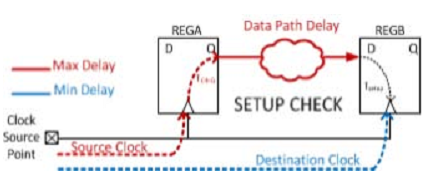 REGA
Data Path Delay
REGB
D
Q
D
Q
Max Delay
Min Delay
SETUP CHECK
Clock
Source
Point
Source Clock
Destination Clock